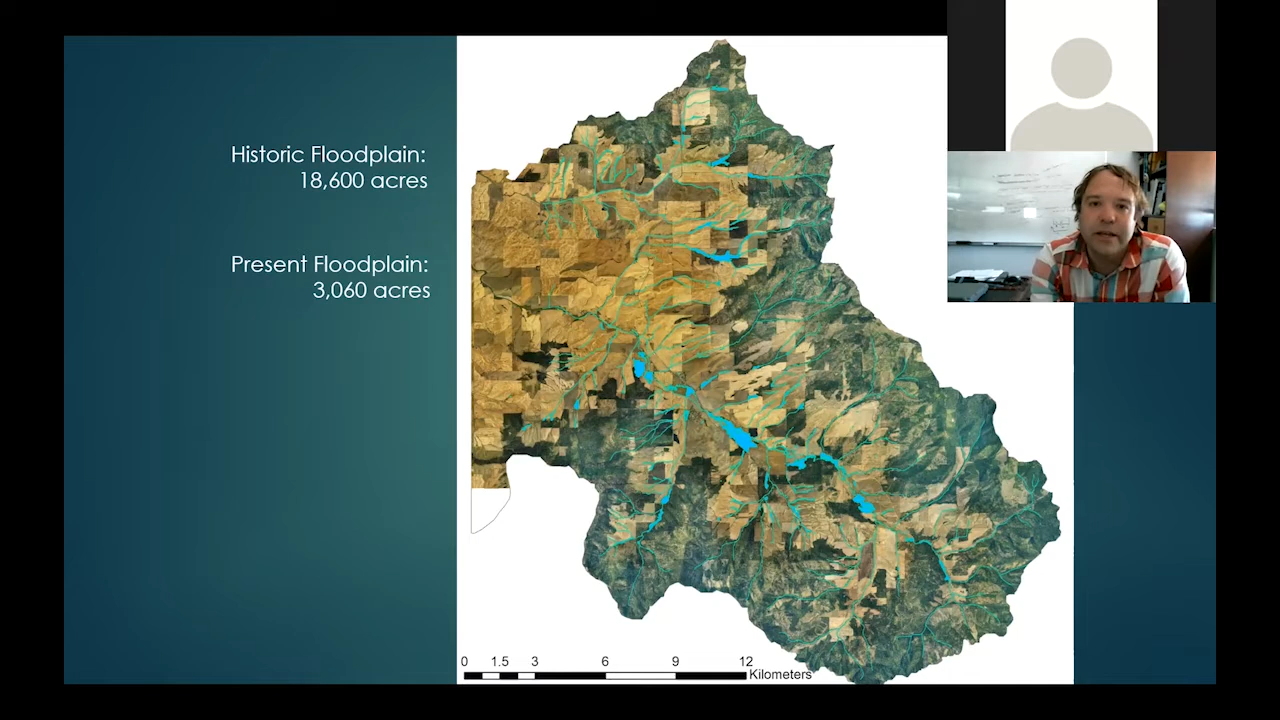 Historic Floodplain:
18,600 acres
Present Floodplain:
3,060 acres
0 1.5 3 6 9 12
Kilometers